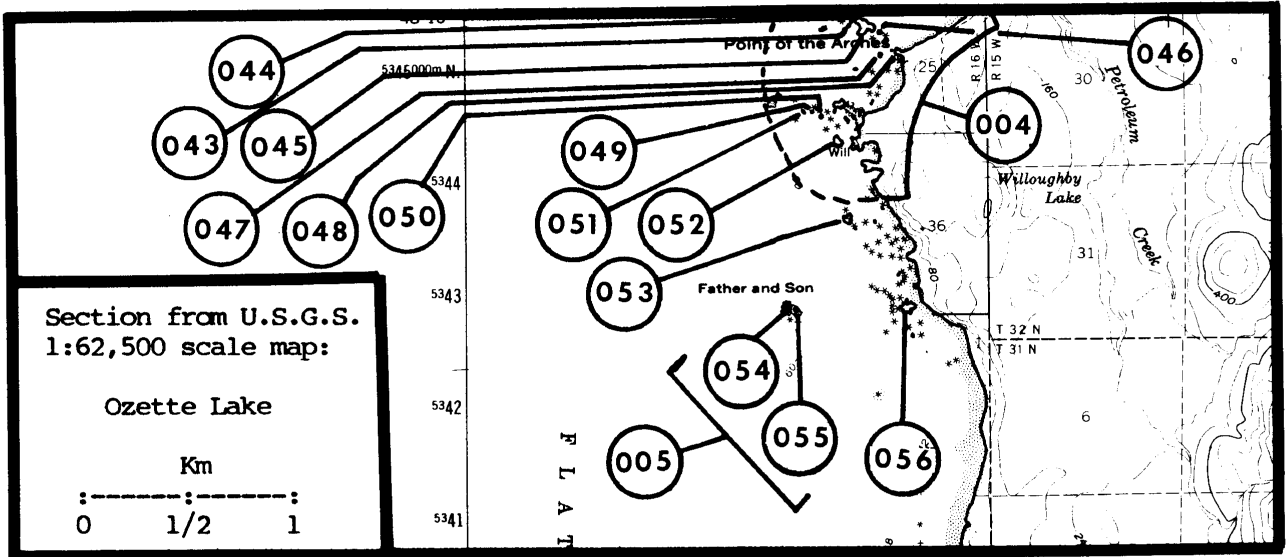 Point of the Arches
044
046
5345000m N.
25
R 16 W
R 15 W
30
160
Petroleum
Creek
043
045
049
004
Will
5344
Willoughby
Lake
047
048
050
051
052
36
31
053
80
5343
Father and Son
400
Section from U.S.G.S.
1:62,500 scale map:
Ozette Lake
Km
0 1/2 1
T 32 N
T 31 N
054
60
5342
6
055
005
056
F L A T
5341